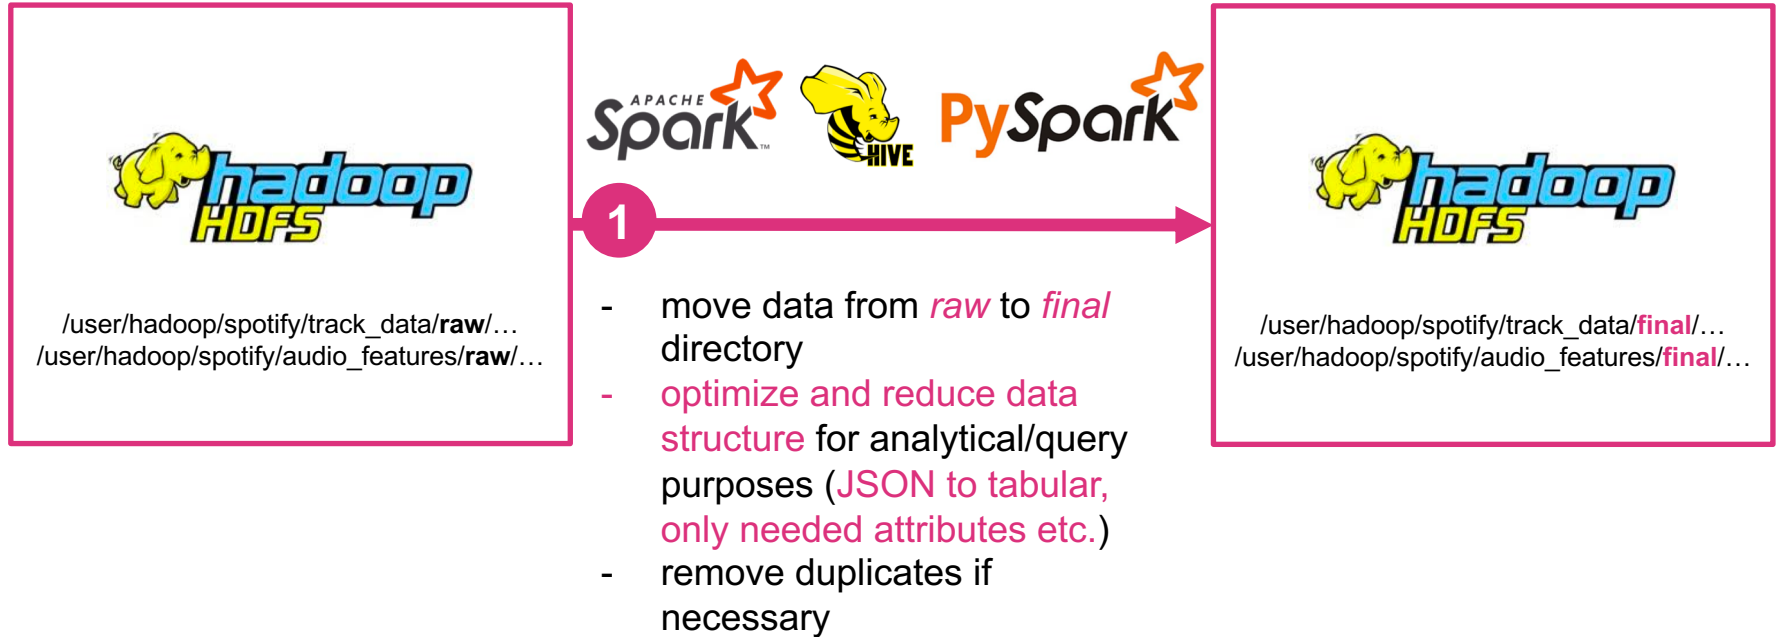 hadoop
HDFS
/user/hadoop/spotify/track_data/raw/…
/user/hadoop/spotify/audio_features/raw/…
APACHE
Spark™
HIVE
PySpark
1
- move data from raw to final
directory
- optimize and reduce data
structure for analytical/query
purposes (JSON to tabular,
only needed attributes etc.)
- remove duplicates if
necessary
hadoop
HDFS
/user/hadoop/spotify/track_data/final/…
/user/hadoop/spotify/audio_features/final/…